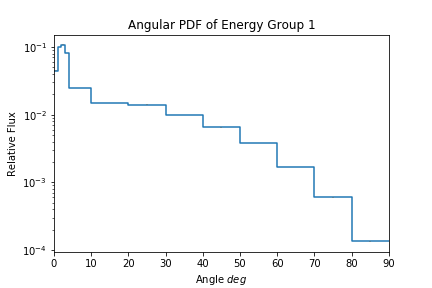 Angular PDF of Energy Group 1
Relative Flux
10⁻¹
10⁻²
10⁻³
10⁻⁴
0 10 20 30 40 50 60 70 80 90
Angle deg